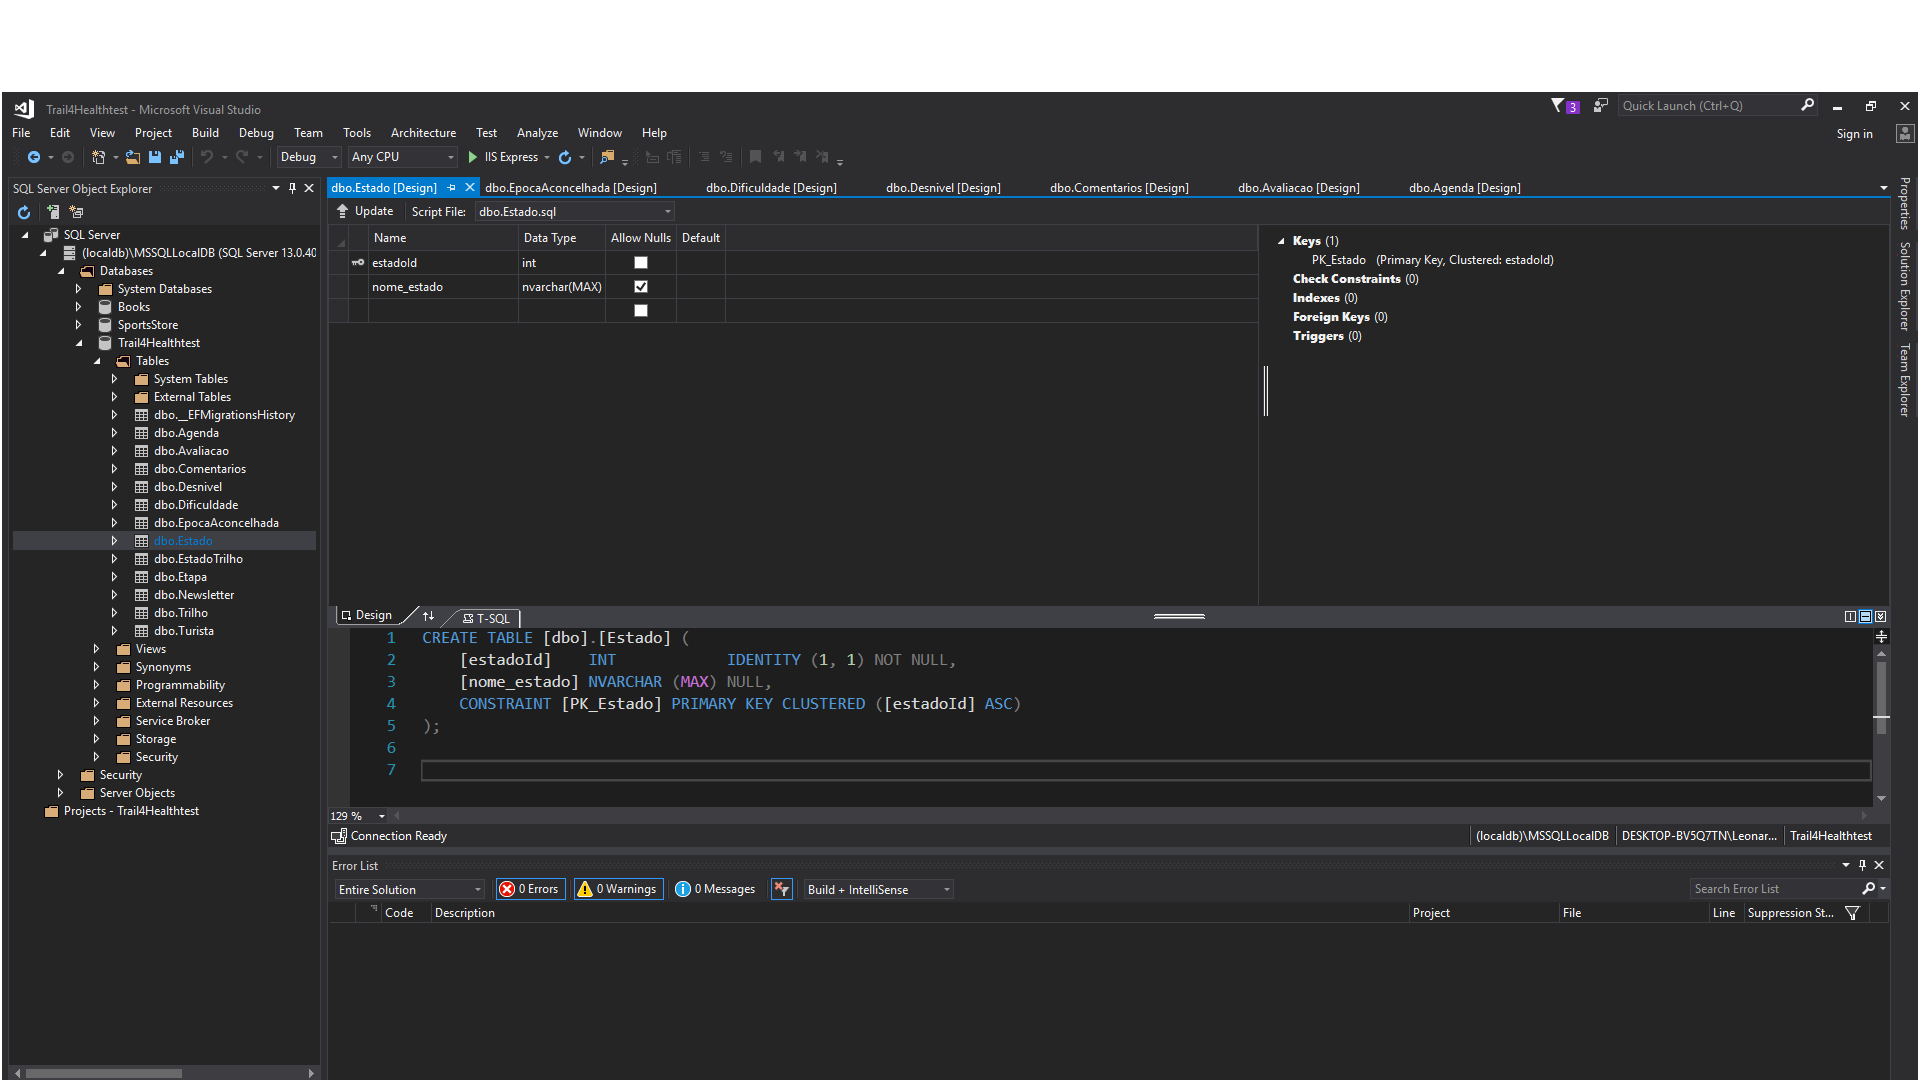 Trail4Healthtest - Microsoft Visual Studio
3
Quick Launch (Ctrl+Q)
File Edit View Project Build Debug Team Tools Architecture Test Analyze Window Help
Sign in
Debug Any CPU IIS Express
SQL Server Object Explorer
SQL Server
(localdb)\MSSQLLocalDB (SQL Server 13.0.40
Databases
System Databases
Books
SportsStore
Trail4Healthtest
Tables
System Tables
External Tables
dbo.__EFMigrationsHistory
dbo.Agenda
dbo.Avaliacao
dbo.Comentarios
dbo.Desnivel
dbo.Dificuldade
dbo.EpocaAconcelhada
dbo.Estado
dbo.EstadoTrilho
dbo.Etapa
dbo.Newsletter
dbo.Trilho
dbo.Turista
Views
Synonyms
Programmability
External Resources
Service Broker
Storage
Security
Security
Server Objects
Projects - Trail4Healthtest
dbo.Estado [Design] dbo.EpocaAconcelhada [Design] dbo.Dificuldade [Design] dbo.Desnivel [Design] dbo.Comentarios [Design] dbo.Avaliacao [Design] dbo.Agenda [Design]
Update Script File: dbo.Estado.sql
Name Data Type Allow Nulls Default
estadoId int
nome_estado nvarchar(MAX)
Keys (1)
PK_Estado (Primary Key, Clustered: estadoId)
Check Constraints (0)
Indexes (0)
Foreign Keys (0)
Triggers (0)
Properties
Solution Explorer
Team Explorer
Design T-SQL
1 CREATE TABLE [dbo].[Estado] (
2 [estadoId] INT IDENTITY (1, 1) NOT NULL,
3 [nome_estado] NVARCHAR (MAX) NULL,
4 CONSTRAINT [PK_Estado] PRIMARY KEY CLUSTERED ([estadoId] ASC)
5 );
6
7
129 %
Connection Ready (localdb)\MSSQLLocalDB DESKTOP-BV5Q7TN\Leonar... Trail4Healthtest
Error List
Entire Solution 0 Errors 0 Warnings 0 Messages Build + IntelliSense Search Error List
Code Description Project File Line Suppression St...